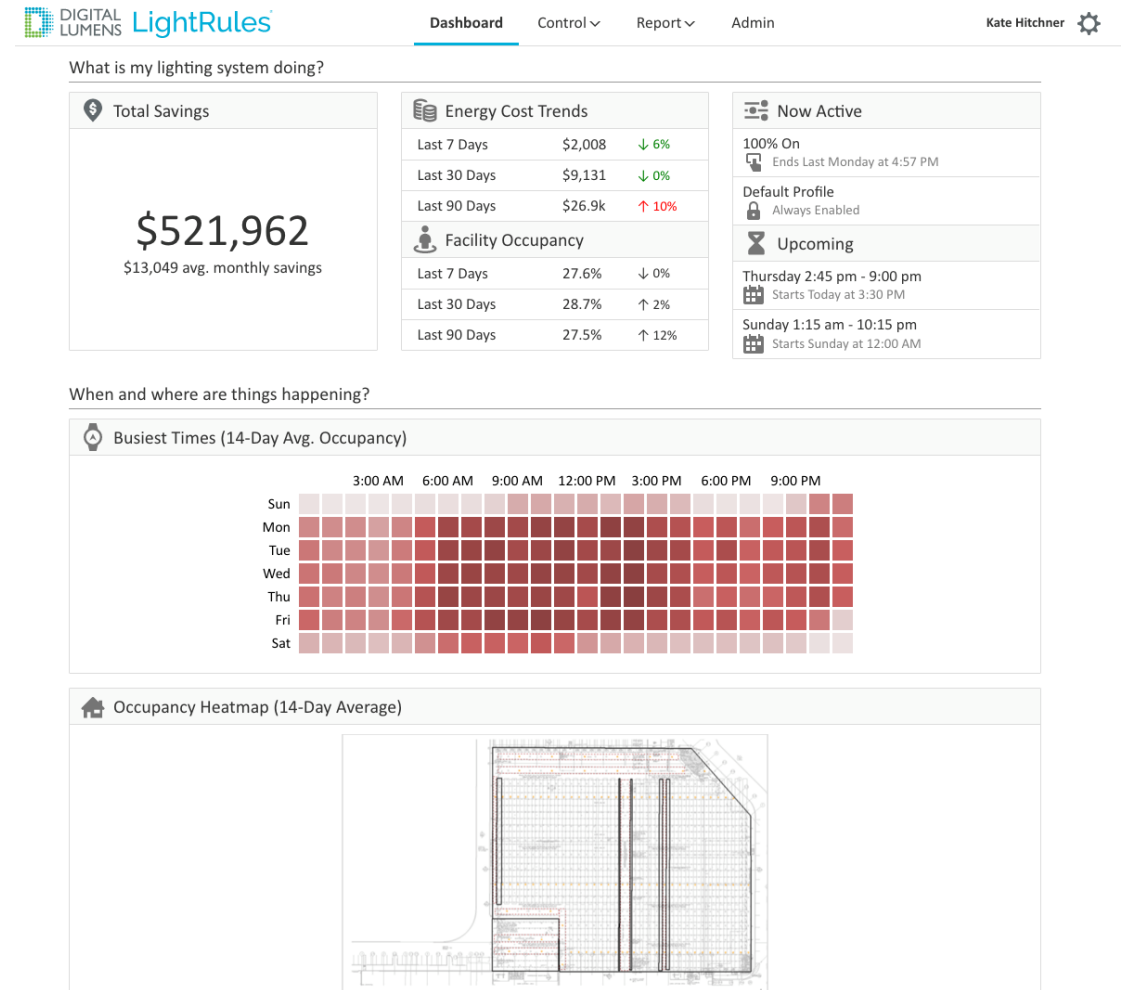 DIGITAL LUMENS LightRules
Dashboard Control Report Admin
Kate Hitchner
What is my lighting system doing?
Total Savings
$521,962
$13,049 avg. monthly savings
Energy Cost Trends
Last 7 Days $2,008 ↓ 6%
Last 30 Days $9,131 ↓ 0%
Last 90 Days $26.9k ↑ 10%
Facility Occupancy
Last 7 Days 27.6% ↓ 0%
Last 30 Days 28.7% ↑ 2%
Last 90 Days 27.5% ↑ 12%
Now Active
100% On
Ends Last Monday at 4:57 PM
Default Profile
Always Enabled
Upcoming
Thursday 2:45 pm - 9:00 pm
Starts Today at 3:30 PM
Sunday 1:15 am - 10:15 pm
Starts Sunday at 12:00 AM
When and where are things happening?
Busiest Times (14-Day Avg. Occupancy)
3:00 AM 6:00 AM 9:00 AM 12:00 PM 3:00 PM 6:00 PM 9:00 PM
Sun
Mon
Tue
Wed
Thu
Fri
Sat
Occupancy Heatmap (14-Day Average)